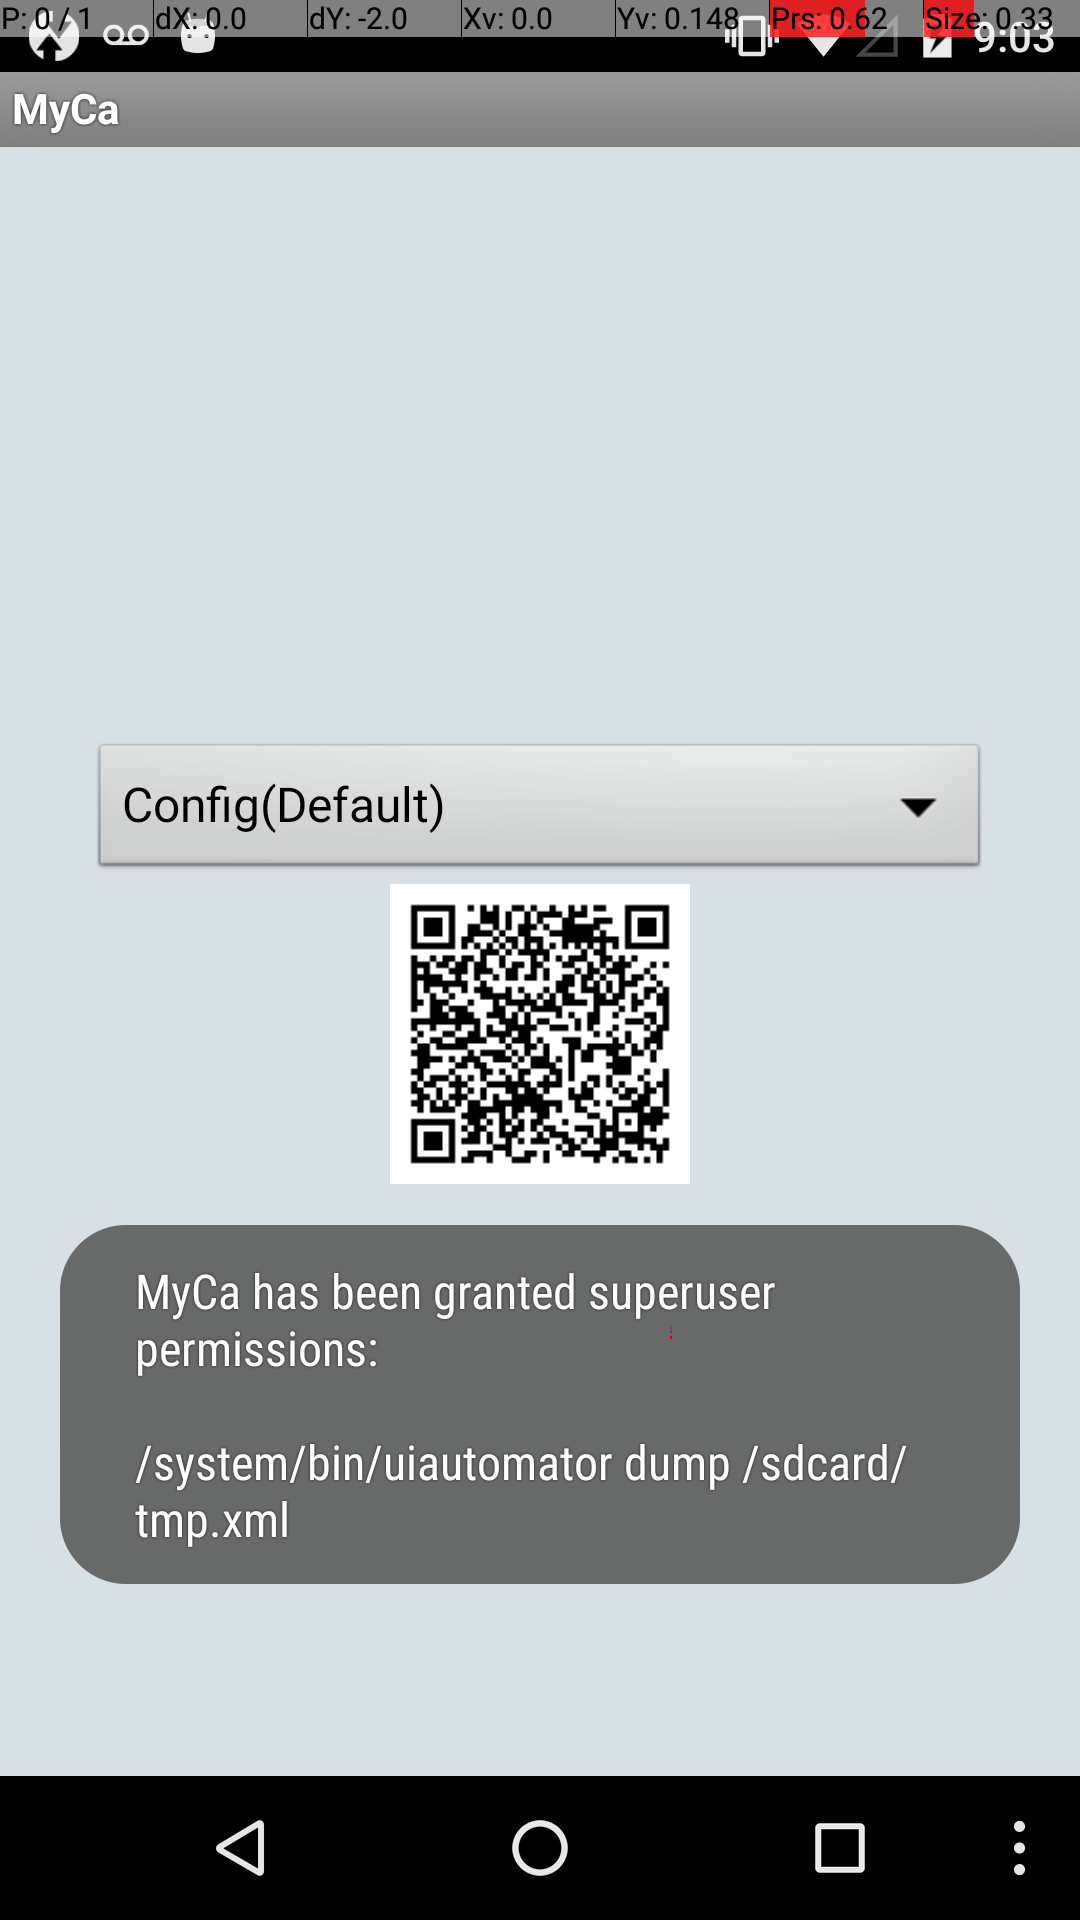 P: 0 / 1 dX: 0.0 dY: -2.0 Xv: 0.0 Yv: 0.148 Prs: 0.62 Size: 0.33
9:03
MyCa
Config(Default)
MyCa has been granted superuser
permissions:
/system/bin/uiautomator dump /sdcard/
tmp.xml